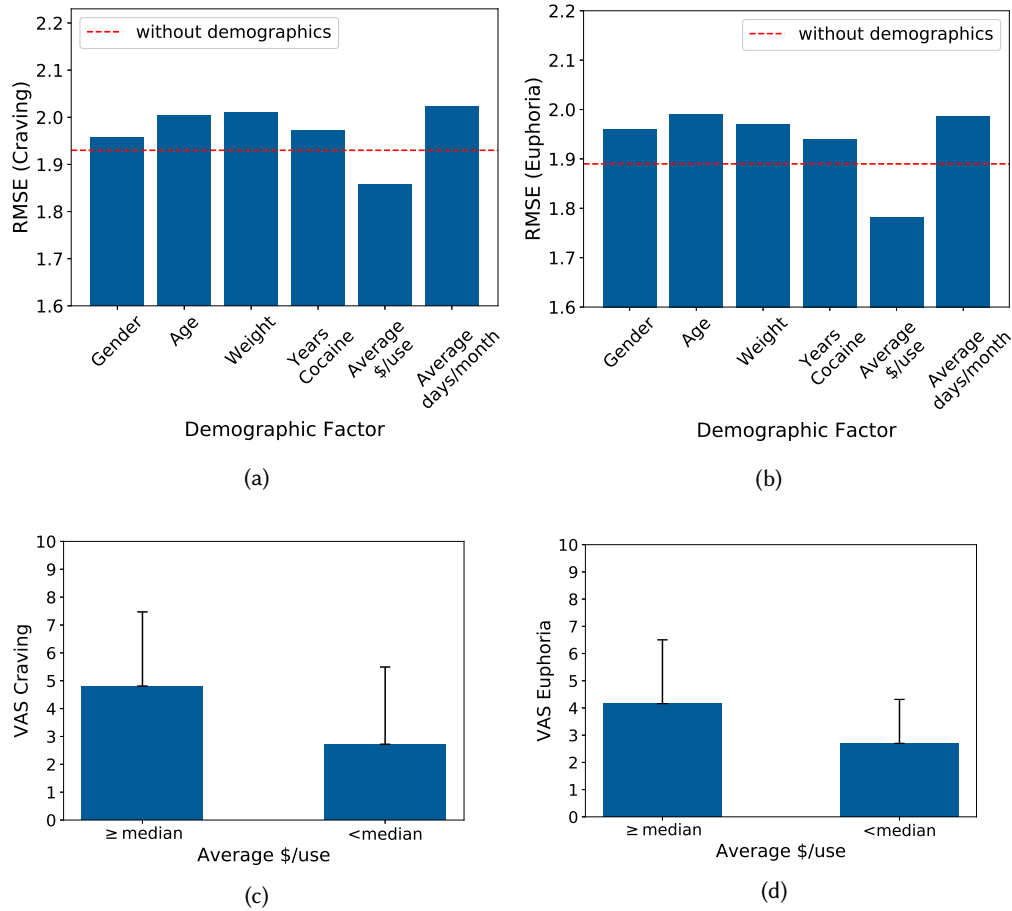 without demographics
RMSE (Craving)
2.2
2.1
2.0
1.9
1.8
1.7
1.6
Gender
Age
Weight
Years
Cocaine
Average
$/use
Average
days/month
Demographic Factor
(a)
without demographics
RMSE (Euphoria)
2.2
2.1
2.0
1.9
1.8
1.7
1.6
Gender
Age
Weight
Years
Cocaine
Average
$/use
Average
days/month
Demographic Factor
(b)
VAS Craving
10
9
8
7
6
5
4
3
2
1
0
≥ median
<median
Average $/use
(c)
VAS Euphoria
10
9
8
7
6
5
4
3
2
1
0
≥ median
<median
Average $/use
(d)